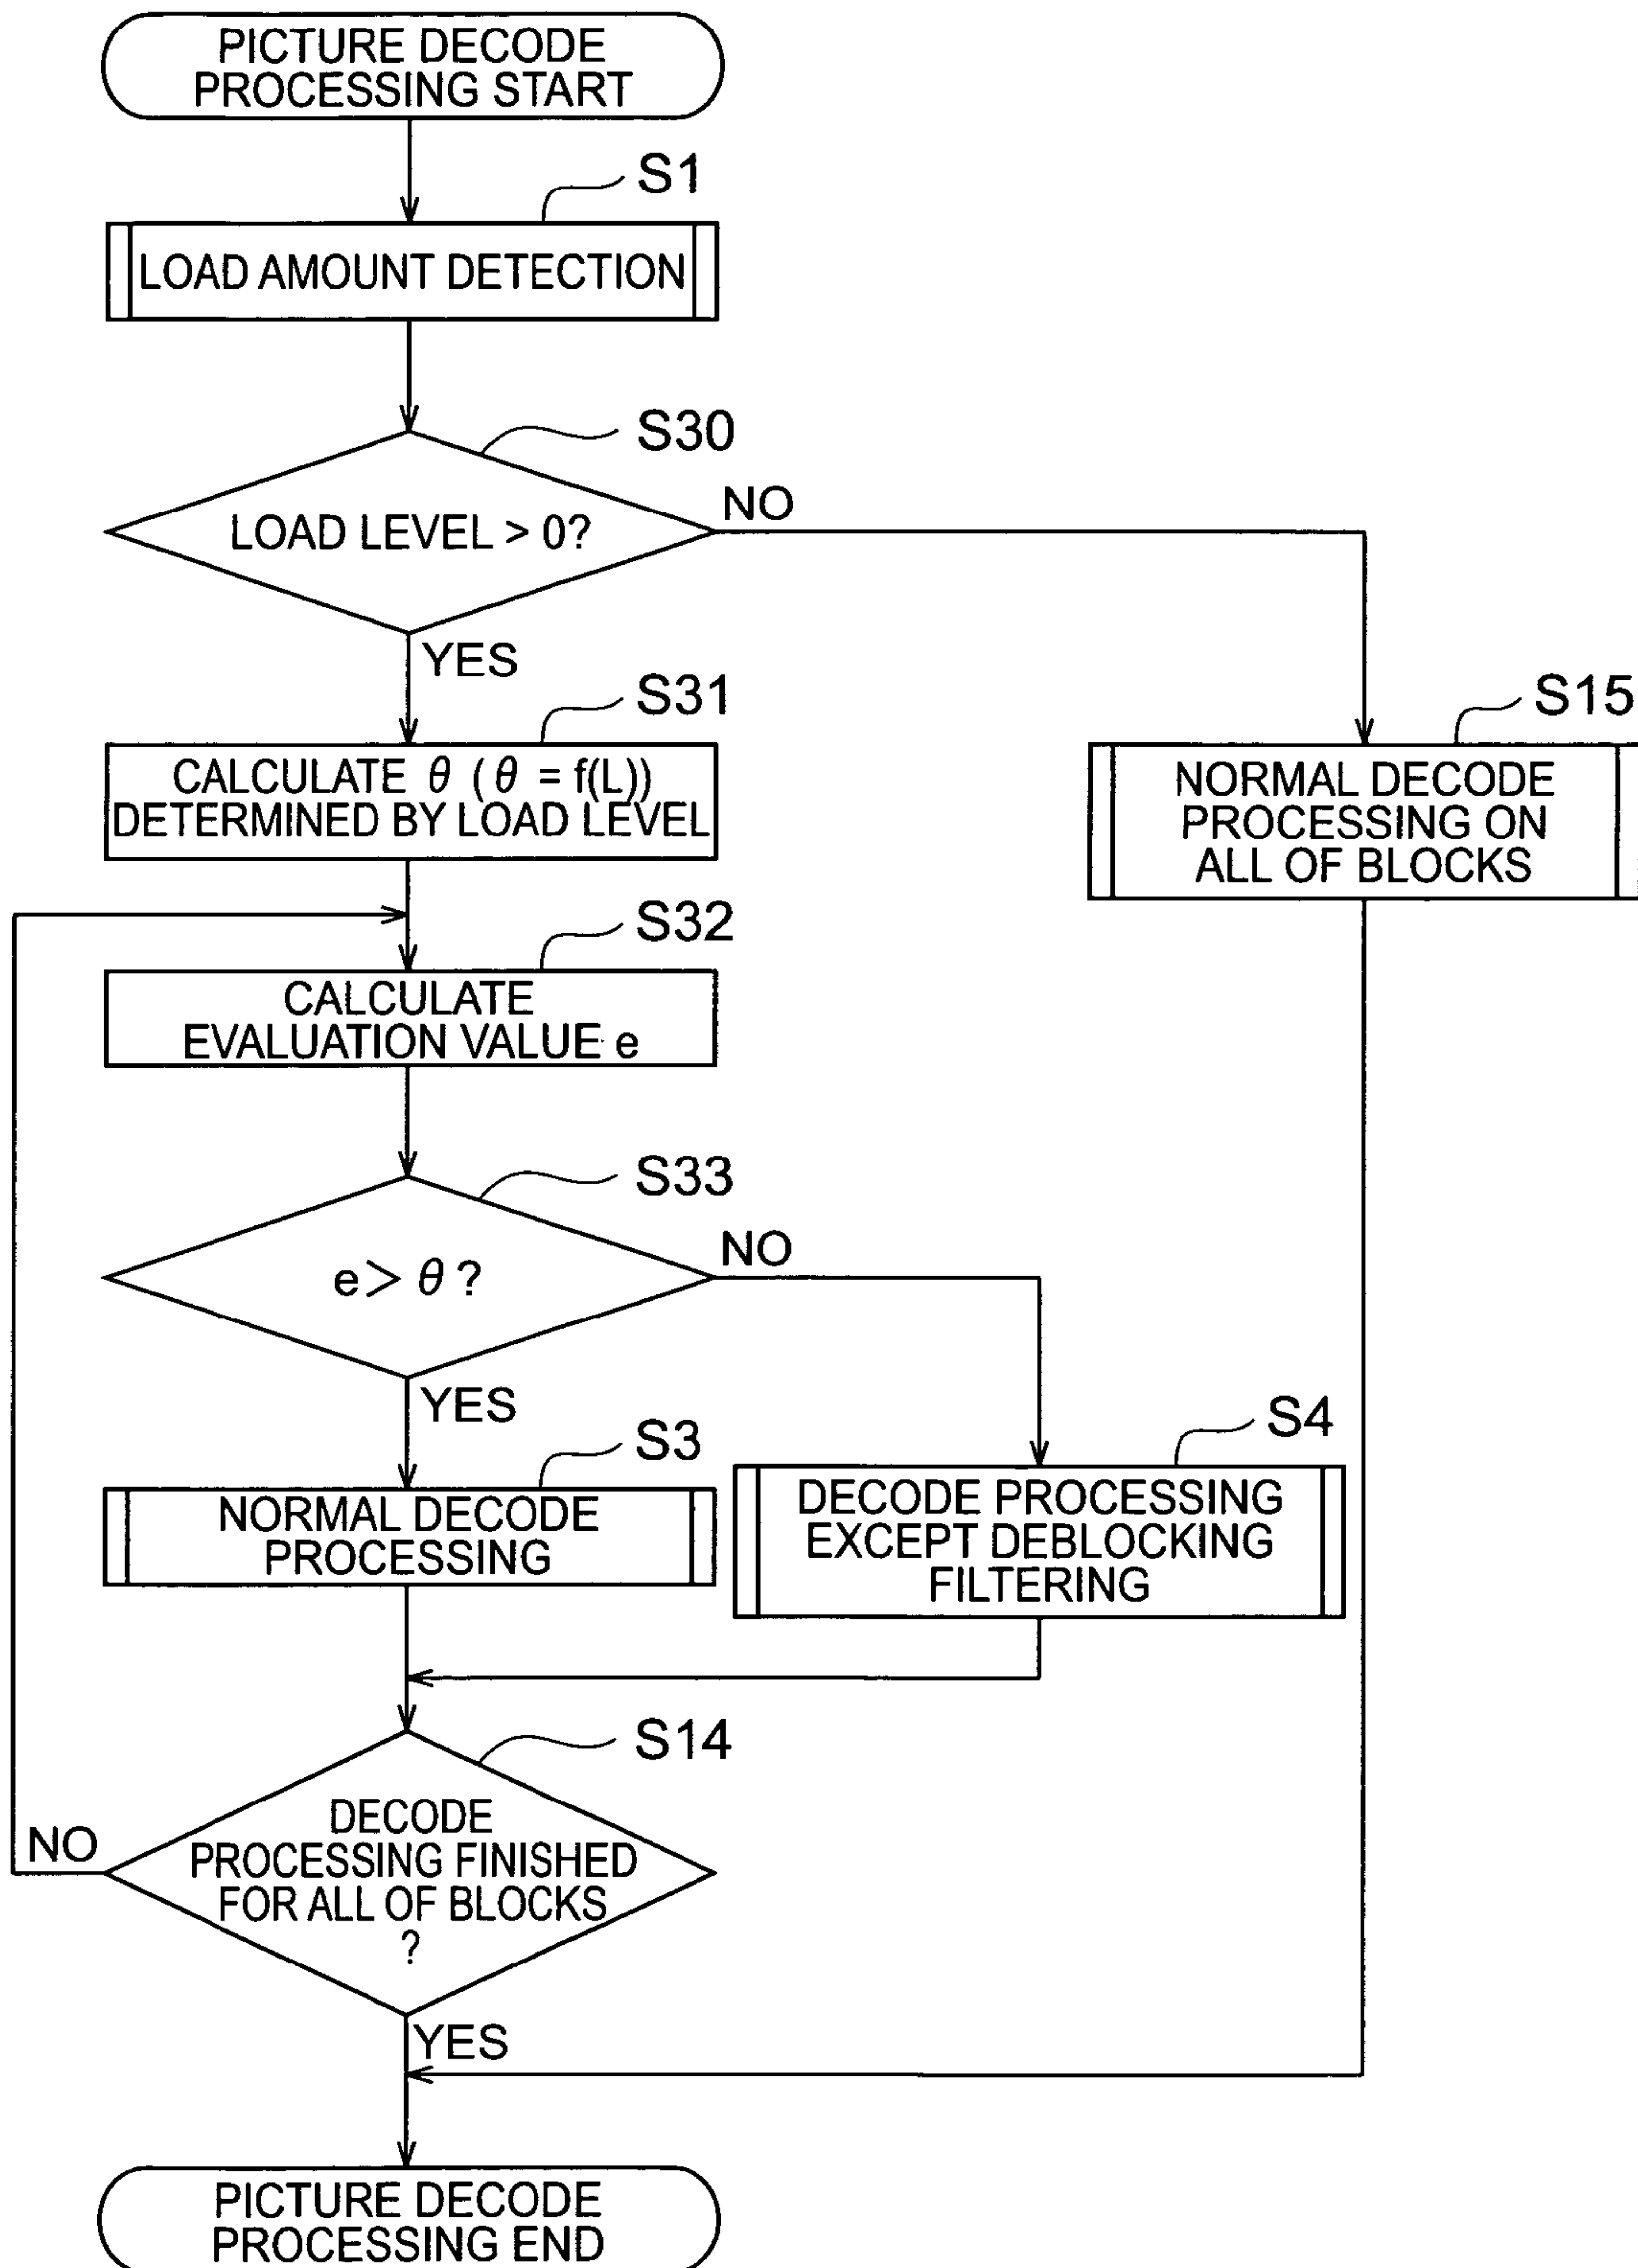 PICTURE DECODE
PROCESSING START
S1
LOAD AMOUNT DETECTION
S30
LOAD LEVEL > 0?
NO
YES
S31
CALCULATE θ ( θ = f(L))
DETERMINED BY LOAD LEVEL
S15
NORMAL DECODE
PROCESSING ON
ALL OF BLOCKS
S32
CALCULATE
EVALUATION VALUE e
S33
e > θ ?
NO
YES
S3
NORMAL DECODE
PROCESSING
S4
DECODE PROCESSING
EXCEPT DEBLOCKING
FILTERING
S14
DECODE
PROCESSING FINISHED
FOR ALL OF BLOCKS
?
NO
YES
PICTURE DECODE
PROCESSING END